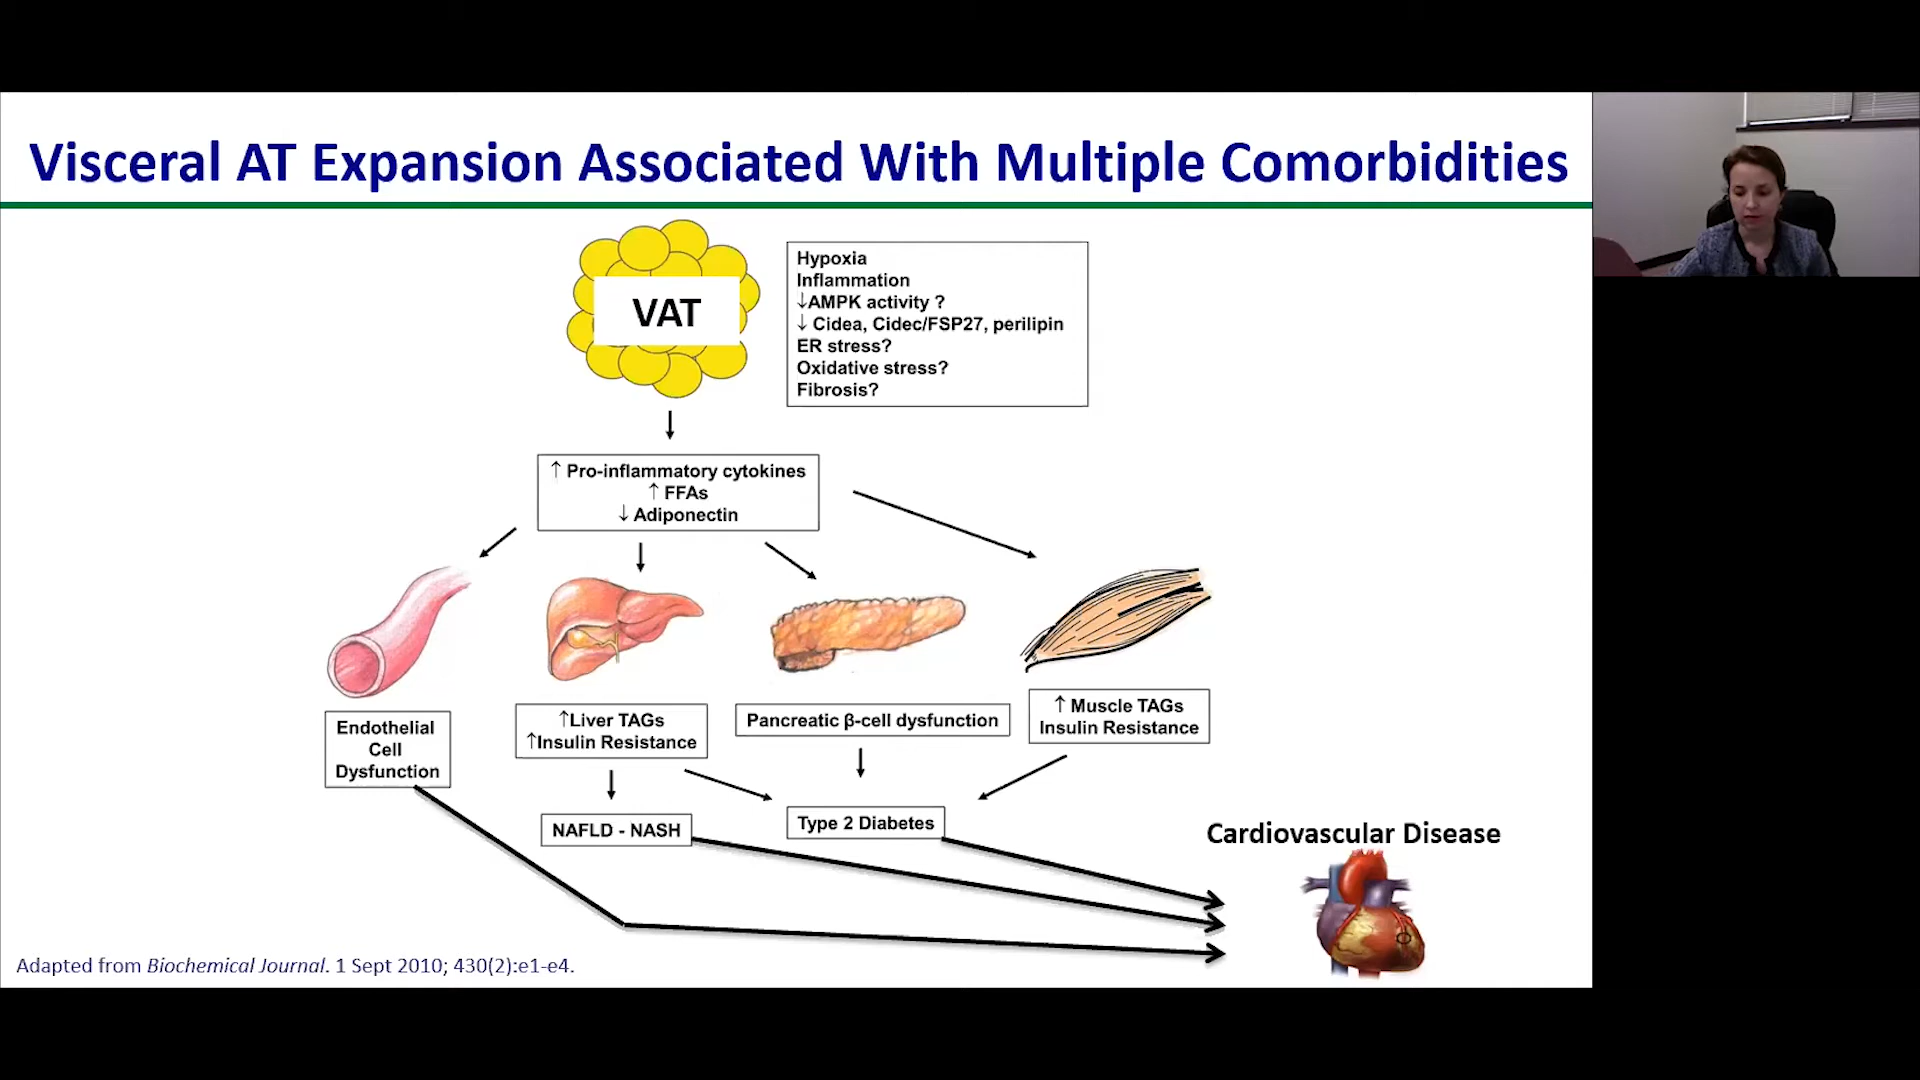 Visceral AT Expansion Associated With Multiple Comorbidities
VAT
Hypoxia
Inflammation
↓AMPK activity ?
↓ Cidea, Cidec/FSP27, perilipin
ER stress?
Oxidative stress?
Fibrosis?
↑ Pro-inflammatory cytokines
↑ FFAs
↓ Adiponectin
Endothelial
Cell
Dysfunction
↑Liver TAGs
↑Insulin Resistance
Pancreatic β-cell dysfunction
↑ Muscle TAGs
Insulin Resistance
NAFLD - NASH
Type 2 Diabetes
Cardiovascular Disease
Adapted from Biochemical Journal. 1 Sept 2010; 430(2):e1-e4.